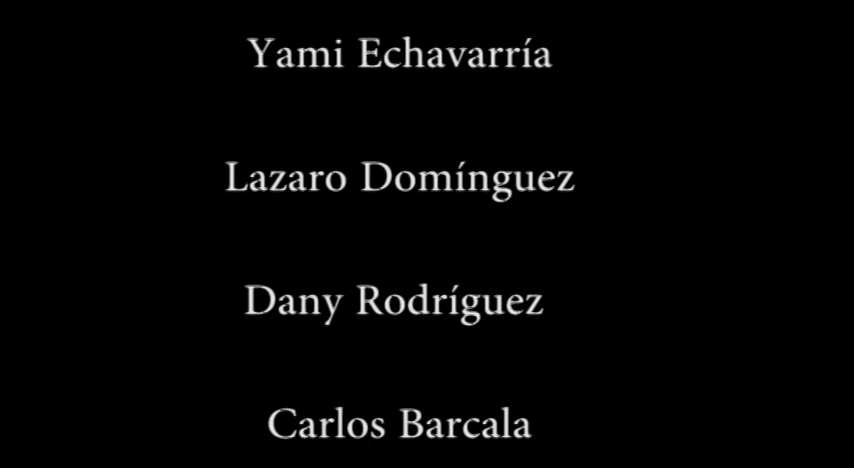 Yami Echavarría
Lazaro Domínguez
Dany Rodríguez
Carlos Barcala